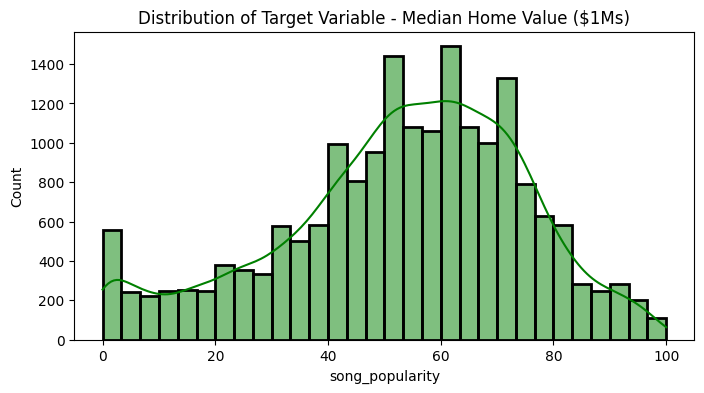 Distribution of Target Variable - Median Home Value ($1Ms)
Count
1400
1200
1000
800
600
400
200
0
0 20 40 60 80 100
song_popularity